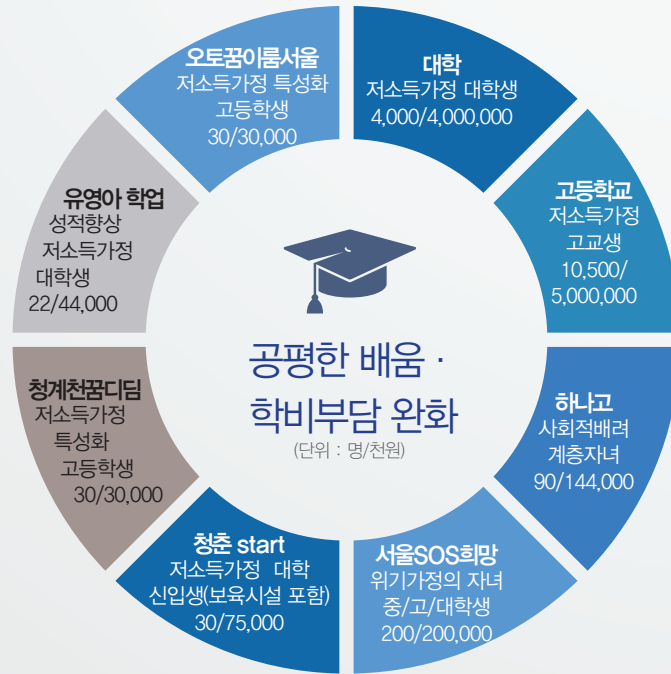 오토꿈이룸서울
저소득가정 특성화
고등학생
30/30,000
대학
저소득가정 대학생
4,000/4,000,000
고등학교
저소득가정
고교생
10,500/
5,000,000
하나고
사회적배려
계층자녀
90/144,000
서울SOS희망
위기가정의 자녀
중/고/대학생
200/200,000
청춘 start
저소득가정 대학
신입생(보육시설 포함)
30/75,000
청계천꿈디딤
저소득가정
특성화
고등학생
30/30,000
유영아 학업
성적향상
저소득가정
대학생
22/44,000
공평한 배움 ·
학비부담 완화
(단위 : 명/천원)